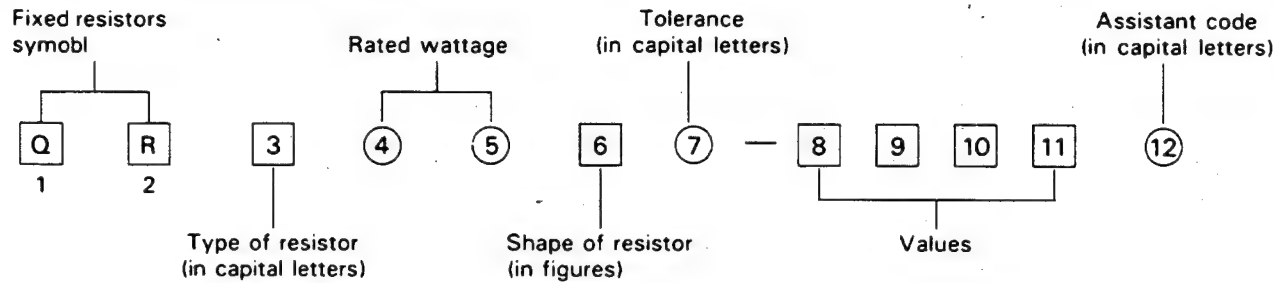 Fixed resistors
symobl
Rated wattage
Tolerance
(in capital letters)
Assistant code
(in capital letters)
Q R 3 4 5 6 7 — 8 9 10 11 12
1 2
Type of resistor
(in capital letters)
Shape of resistor
(in figures)
Values